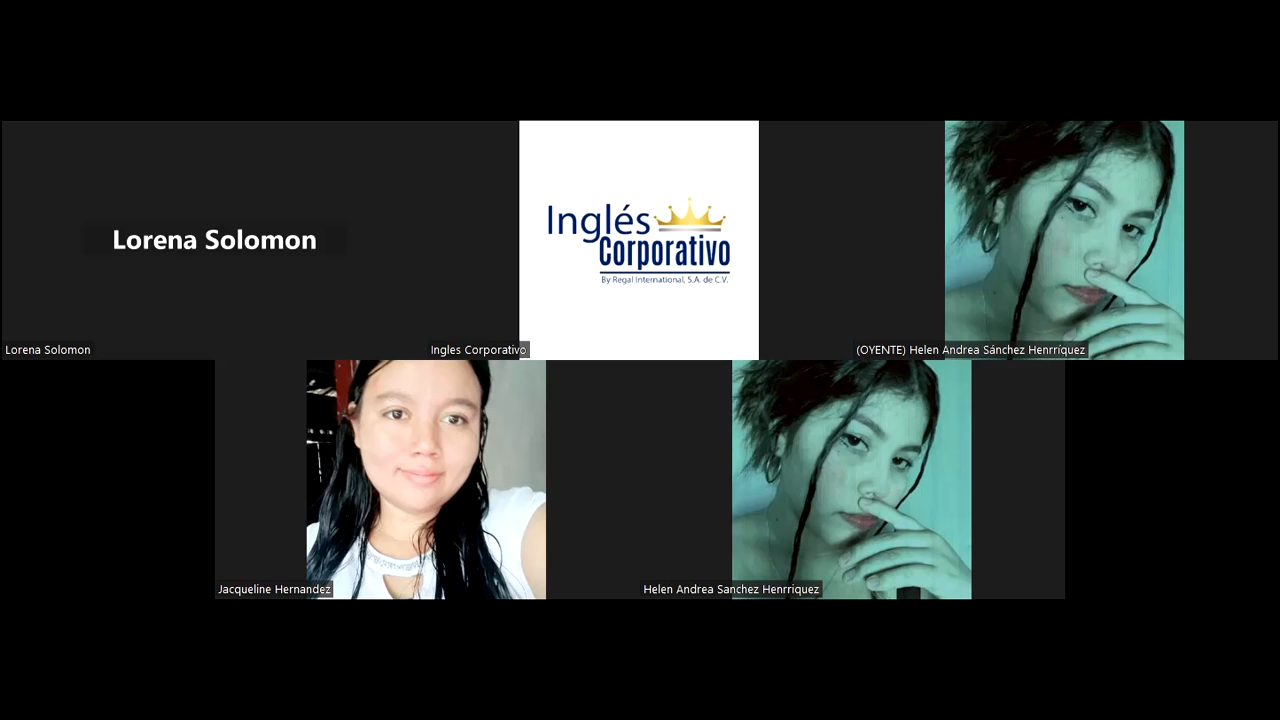 Lorena Solomon
Inglés
Corporativo
By Regal International, S.A. de C.V.
Lorena Solomon
Ingles Corporativo
(OYENTE) Helen Andrea Sánchez Henrríquez
Jacqueline Hernandez
Helen Andrea Sanchez Henrriquez